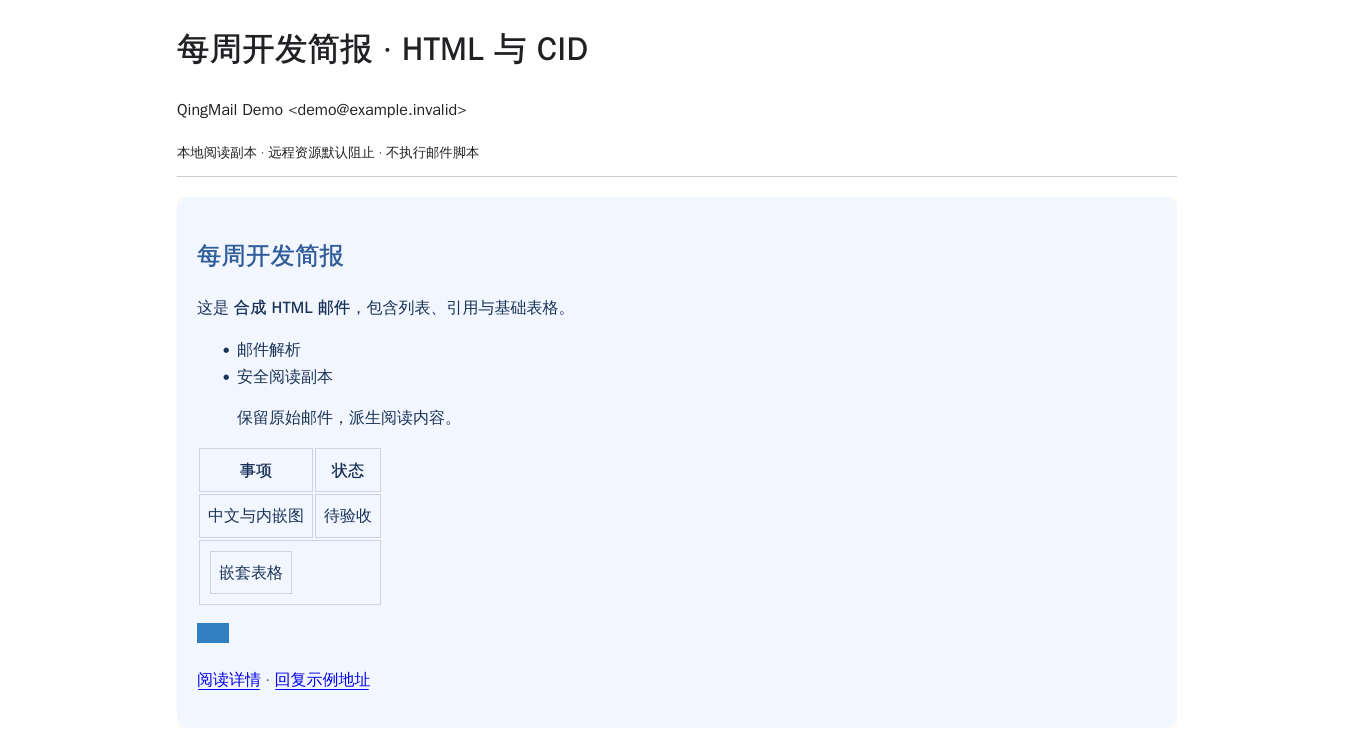 每周开发简报 · HTML 与 CID
QingMail Demo <demo@example.invalid>
本地阅读副本 · 远程资源默认阻止 · 不执行邮件脚本
每周开发简报
这是 合成 HTML 邮件，包含列表、引用与基础表格。
• 邮件解析
• 安全阅读副本
保留原始邮件，派生阅读内容。
事项 状态
中文与内嵌图 待验收
嵌套表格
阅读详情 · 回复示例地址